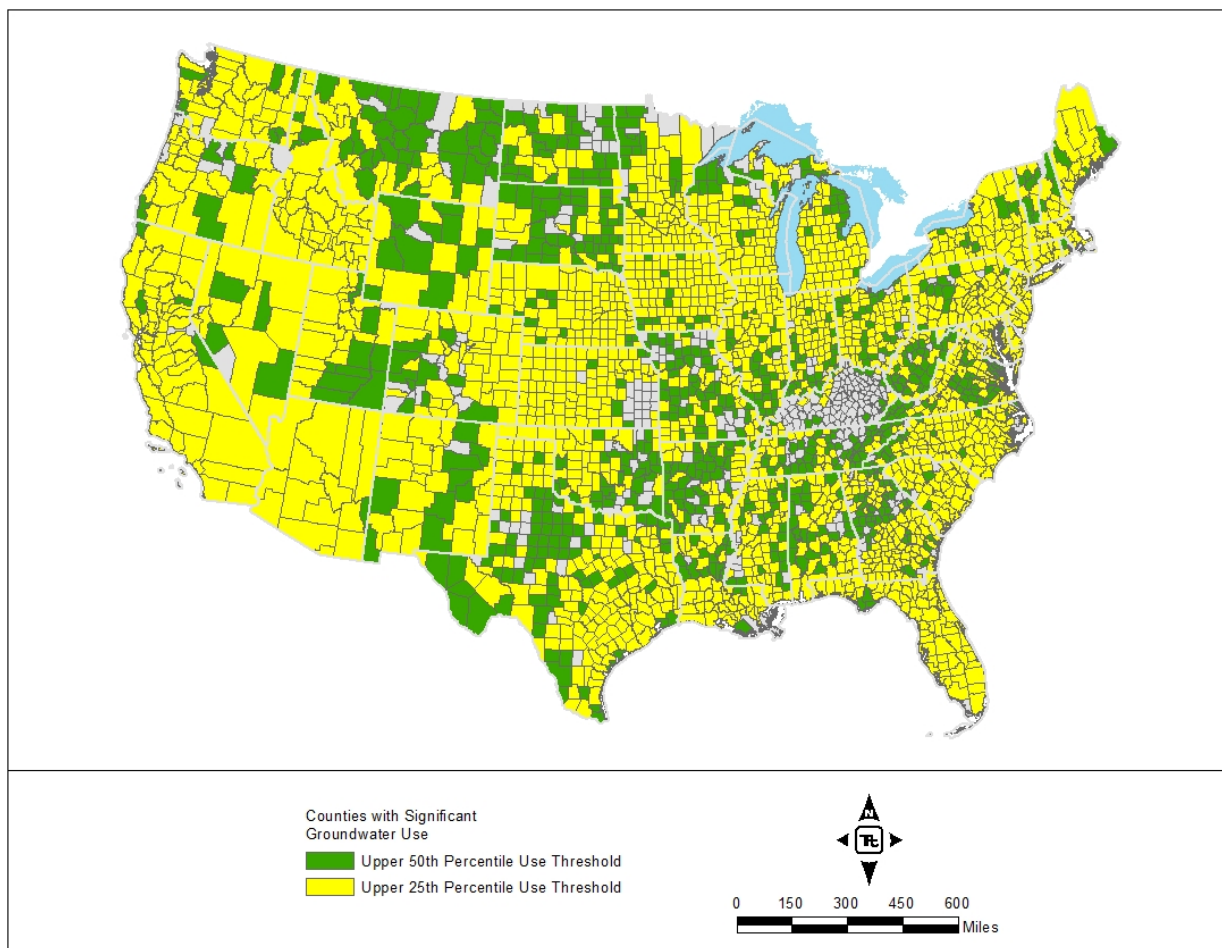 Counties with Significant
Groundwater Use
Upper 50th Percentile Use Threshold
Upper 25th Percentile Use Threshold
N
Tt
0 150 300 450 600
Miles